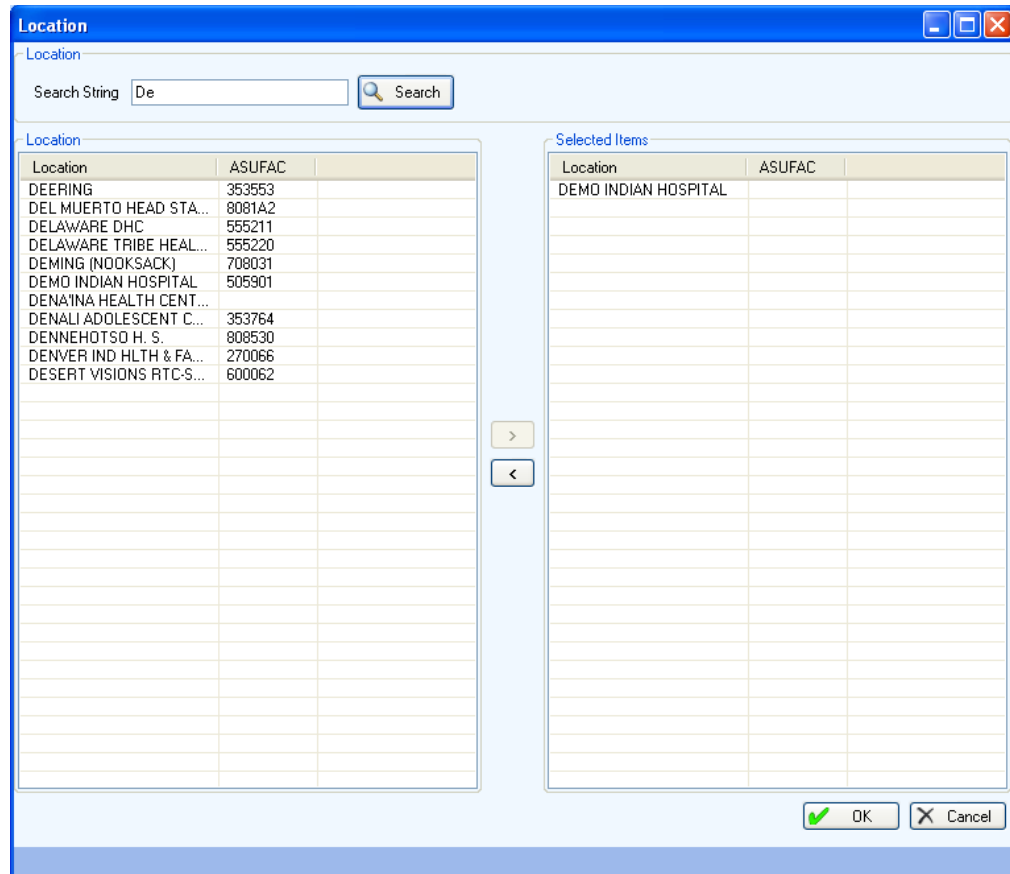 Location
Location
Search String De Search
Location
Location ASUFAC
DEERING 353553
DEL MUERTO HEAD STA... 8081A2
DELAWARE DHC 555211
DELAWARE TRIBE HEAL... 555220
DEMING (NOOKSACK) 708031
DEMO INDIAN HOSPITAL 505901
DENA'INA HEALTH CENT...
DENALI ADOLESCENT C... 353764
DENNEHOTSO H. S. 808530
DENVER IND HLTH & FA... 270066
DESERT VISIONS RTC-S... 600062
>
<
Selected Items
Location ASUFAC
DEMO INDIAN HOSPITAL
OK Cancel